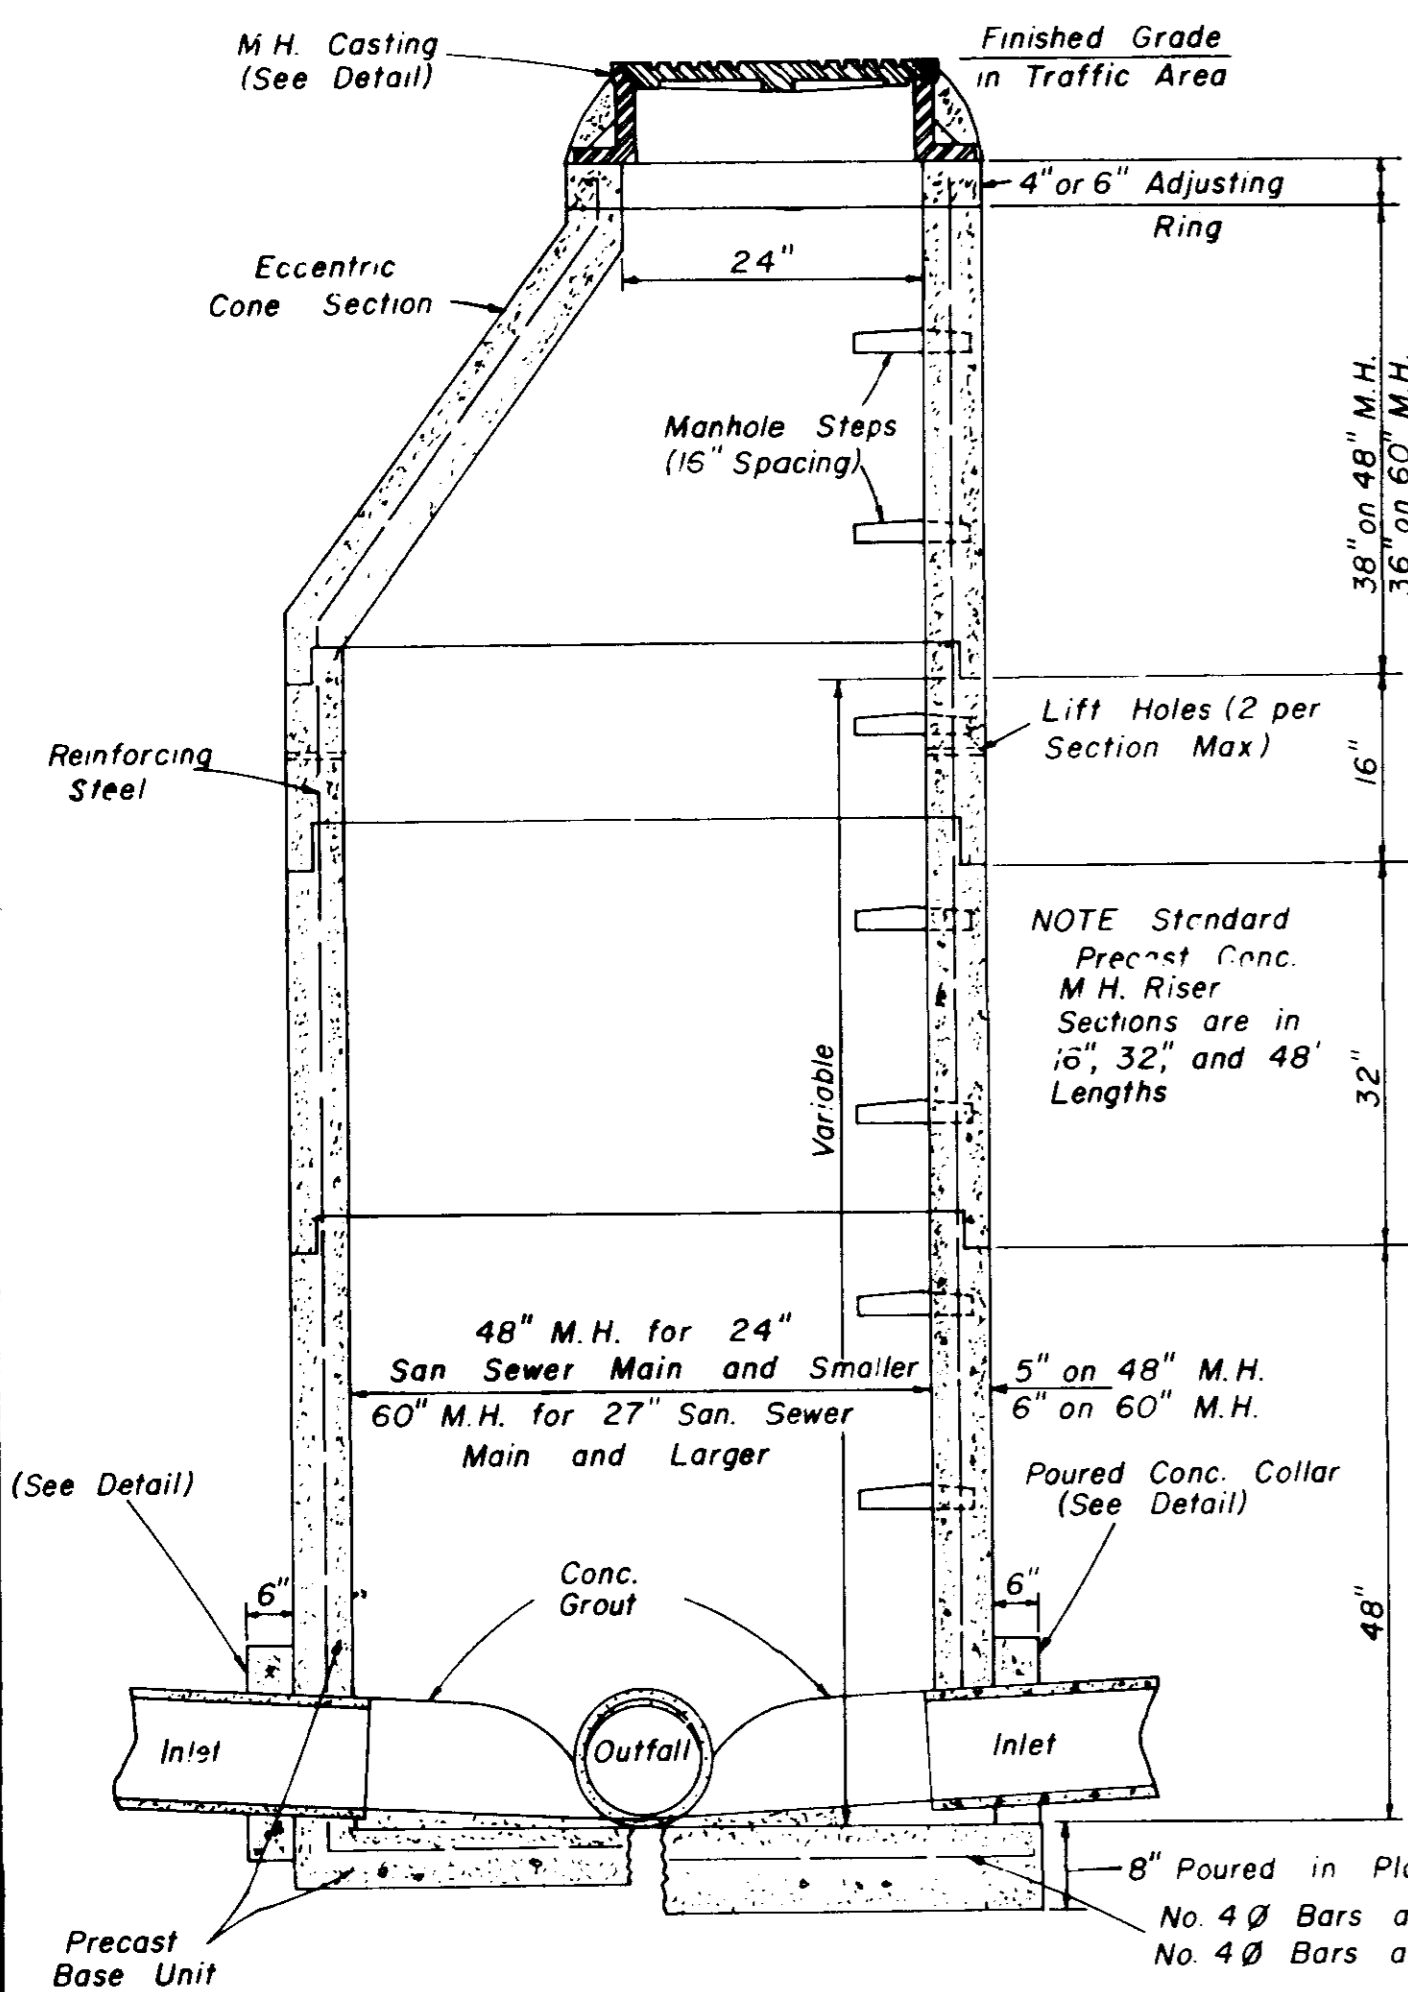 M.H. Casting
(See Detail)
Finished Grade
in Traffic Area
4" or 6" Adjusting
Ring
24"
Eccentric
Cone Section
Manhole Steps
(16" Spacing)
38" on 48" M.H.
36" on 60" M.H.
Lift Holes (2 per
Section Max)
16"
Reinforcing
Steel
NOTE Standard
Precast Conc.
M H. Riser
Sections are in
16", 32", and 48'
Lengths
32"
Variable
48" M.H. for 24"
San Sewer Main and Smaller
60" M.H. for 27" San. Sewer
Main and Larger
5" on 48" M.H.
6" on 60" M.H.
(See Detail)
Poured Conc. Collar
(See Detail)
6"
Conc.
Grout
6"
48"
Inlet
Outfall
Inlet
8" Poured in
No. 4 Ø Bars
No. 4 Ø Bars
Precast
Base Unit